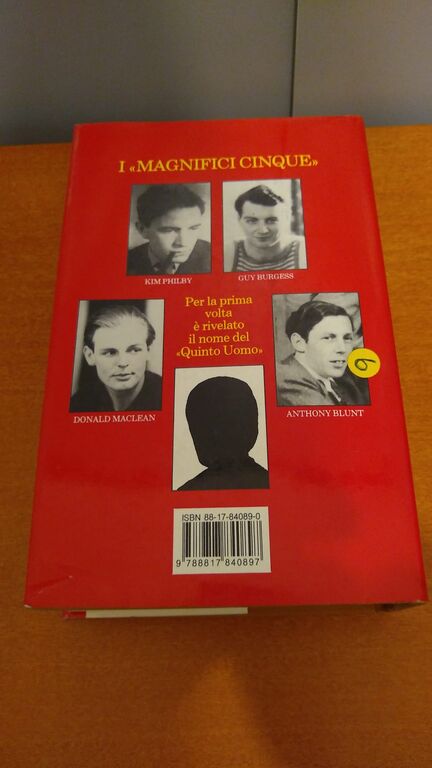 I «MAGNIFICI CINQUE»
KIM PHILBY
GUY BURGESS
Per la prima
volta
è rivelato
il nome del
«Quinto Uomo»
DONALD MACLEAN
ANTHONY BLUNT
6
ISBN 88-17-84089-0
9 788817 840897